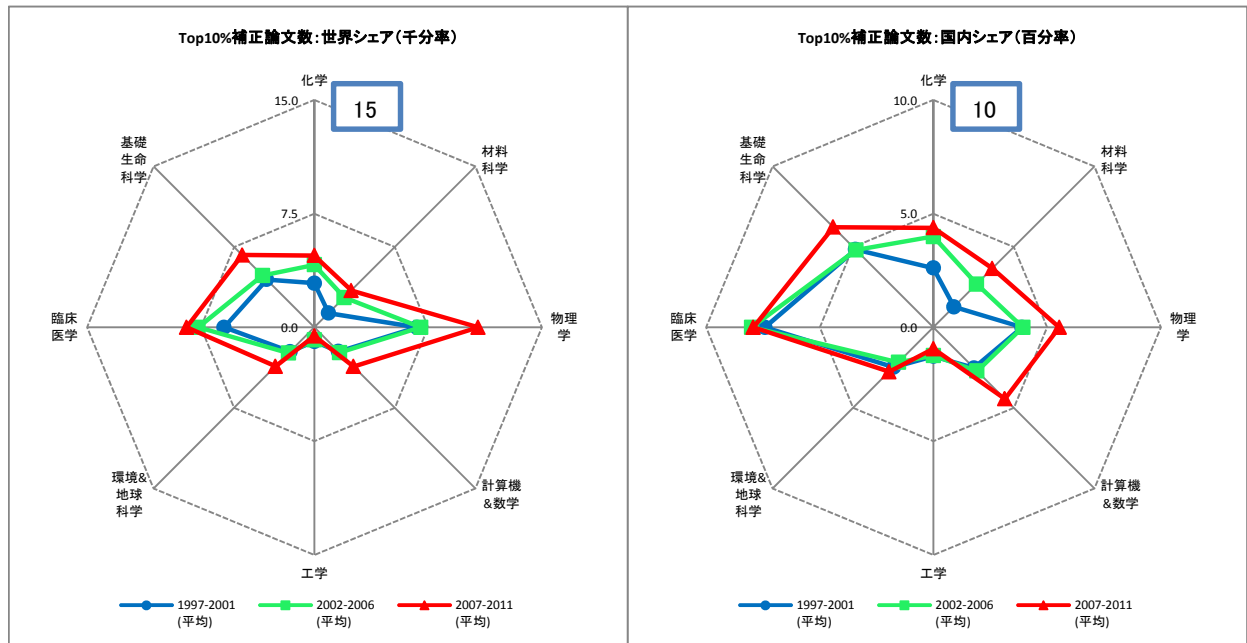 Top10%補正論文数：世界シェア（千分率）
化学
15.0
15
材料
科学
基礎
生命
科学
7.5
臨床
医学
0.0
物理
学
環境&
地球
科学
計算機
&数学
工学
1997-2001
(平均)
2002-2006
(平均)
2007-2011
(平均)
Top10%補正論文数：国内シェア（百分率）
化学
10.0
10
材料
科学
基礎
生命
科学
5.0
臨床
医学
0.0
物理
学
環境&
地球
科学
計算機
&数学
工学
1997-2001
(平均)
2002-2006
(平均)
2007-2011
(平均)